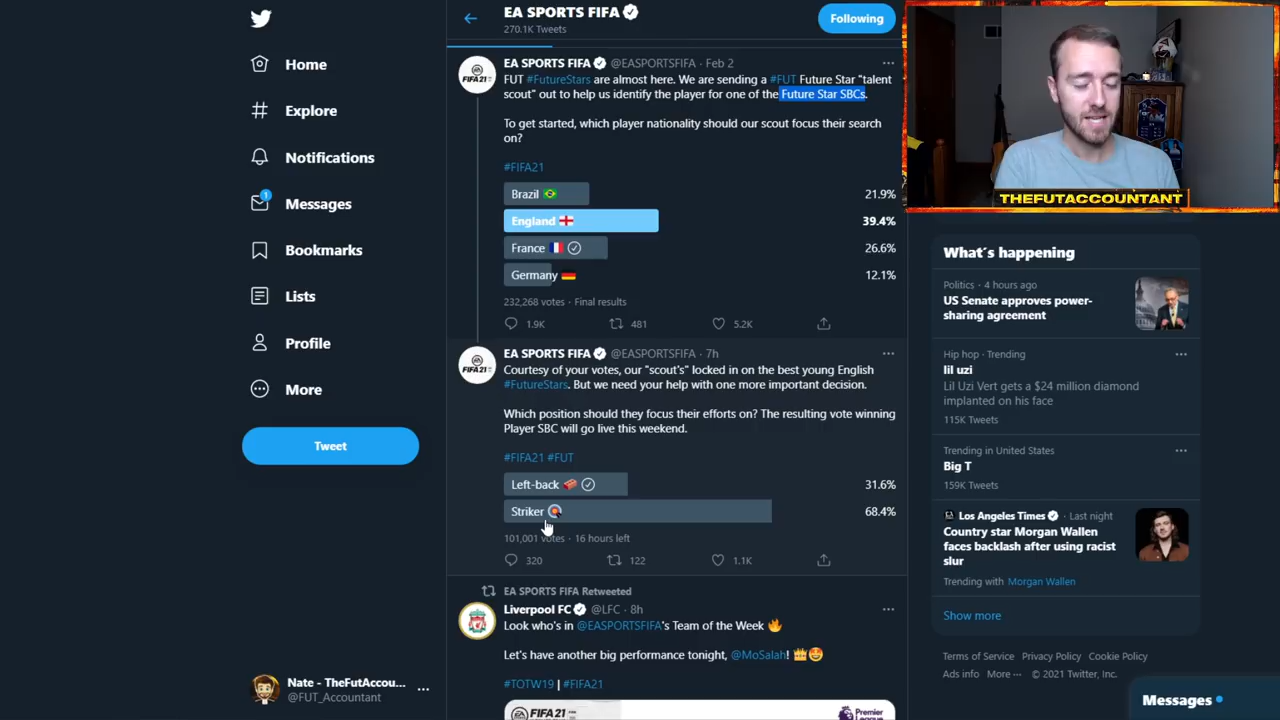 Home
Explore
Notifications
1
Messages
Bookmarks
Lists
Profile
More
Tweet
Nate - TheFutAccou...
@FUT_Accountant
EA SPORTS FIFA
270.1K Tweets
Following
EA SPORTS FIFA @EASPORTSFIFA · Feb 2
FUT #FutureStars are almost here. We are sending a #FUT Future Star "talent
scout" out to help us identify the player for one of the Future Star SBCs.
To get started, which player nationality should our scout focus their search
on?
#FIFA21
Brazil 21.9%
England 39.4%
France 26.6%
Germany 12.1%
232,268 votes · Final results
1.9K 481 5.2K
EA SPORTS FIFA @EASPORTSFIFA · 7h
Courtesy of your votes, our "scout's" locked in on the best young English
#FutureStars. But we need your help with one more important decision.
Which position should they focus their efforts on? The resulting vote winning
Player SBC will go live this weekend.
#FIFA21 #FUT
Left-back 31.6%
Striker 68.4%
101,001 votes · 16 hours left
320 122 1.1K
EA SPORTS FIFA Retweeted
Liverpool FC @LFC · 8h
Look who's in @EASPORTSFIFA's Team of the Week
Let's have another big performance tonight, @MoSalah!
#TOTW19 | #FIFA21
FIFA 21
Premier
League
THEFUTACCOUNTANT
What's happening
Politics · 4 hours ago
US Senate approves power-
sharing agreement
Hip hop · Trending
lil uzi
Lil Uzi Vert gets a $24 million diamond
implanted on his face
115K Tweets
Trending in United States
Big T
159K Tweets
Los Angeles Times · Last night
Country star Morgan Wallen
faces backlash after using racist
slur
Trending with Morgan Wallen
Show more
Terms of Service Privacy Policy Cookie Policy
Ads info More ··· © 2021 Twitter, Inc.
Messages